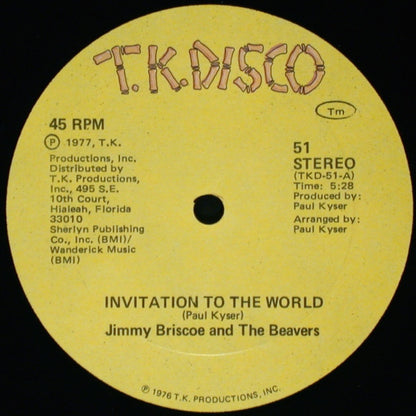 T.K.DISCO
Tm
45 RPM
Ⓟ 1977, T.K.
Productions, Inc.
Distributed by
T.K. Productions,
Inc., 495 S.E.
10th Court,
Hialeah, Florida
33010
Sherlyn Publishing
Co., Inc. (BMI)/
Wanderick Music
(BMI)
51
STEREO
(TKD-51-A)
Time: 5:28
Produced by:
Paul Kyser
Arranged by:
Paul Kyser
INVITATION TO THE WORLD
(Paul Kyser)
Jimmy Briscoe and The Beavers
Ⓟ 1976 T.K. PRODUCTIONS, INC.